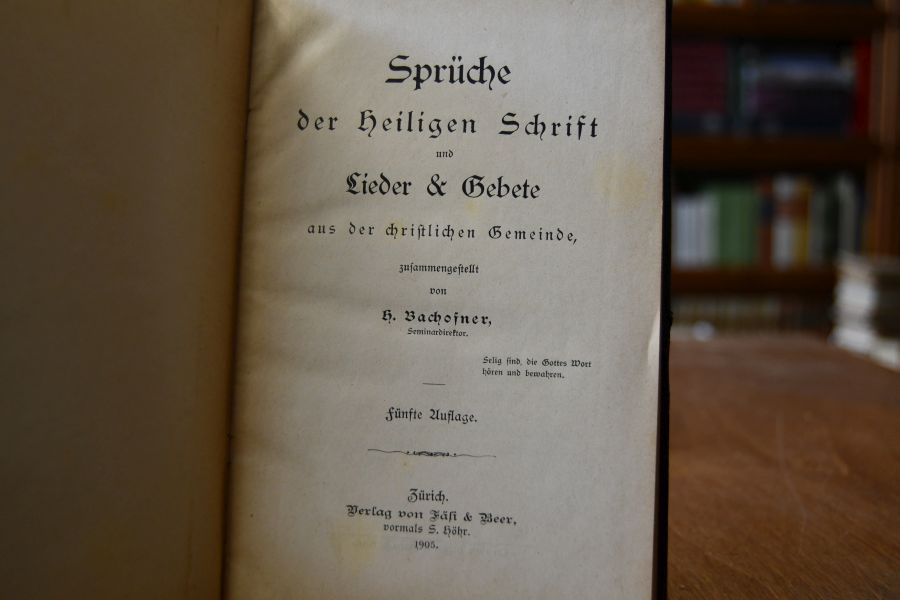 Sprüche
der Heiligen Schrift
und
Lieder & Gebete
aus der christlichen Gemeinde,
zusammengestellt
von
H. Bachofner,
Seminardirektor.
Selig sind, die Gottes Wort
hören und bewahren.
Fünfte Auflage.
Zürich.
Verlag von Fäsi & Beer,
vormals S. Höhr.
1905.